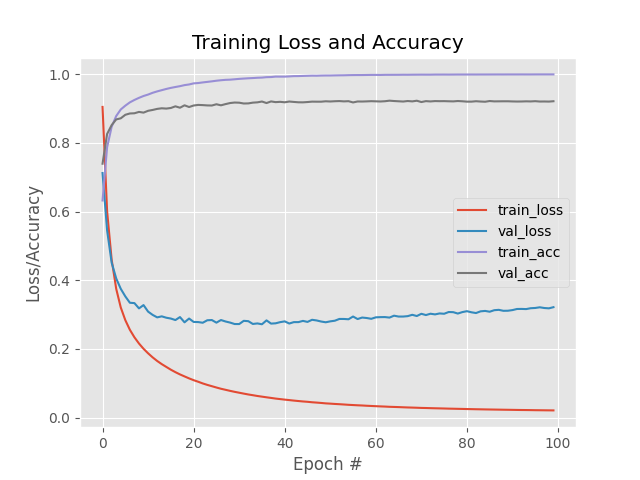 Training Loss and Accuracy
1.0
0.8
0.6
0.4
0.2
0.0
Loss/Accuracy
train_loss
val_loss
train_acc
val_acc
0 20 40 60 80 100
Epoch #